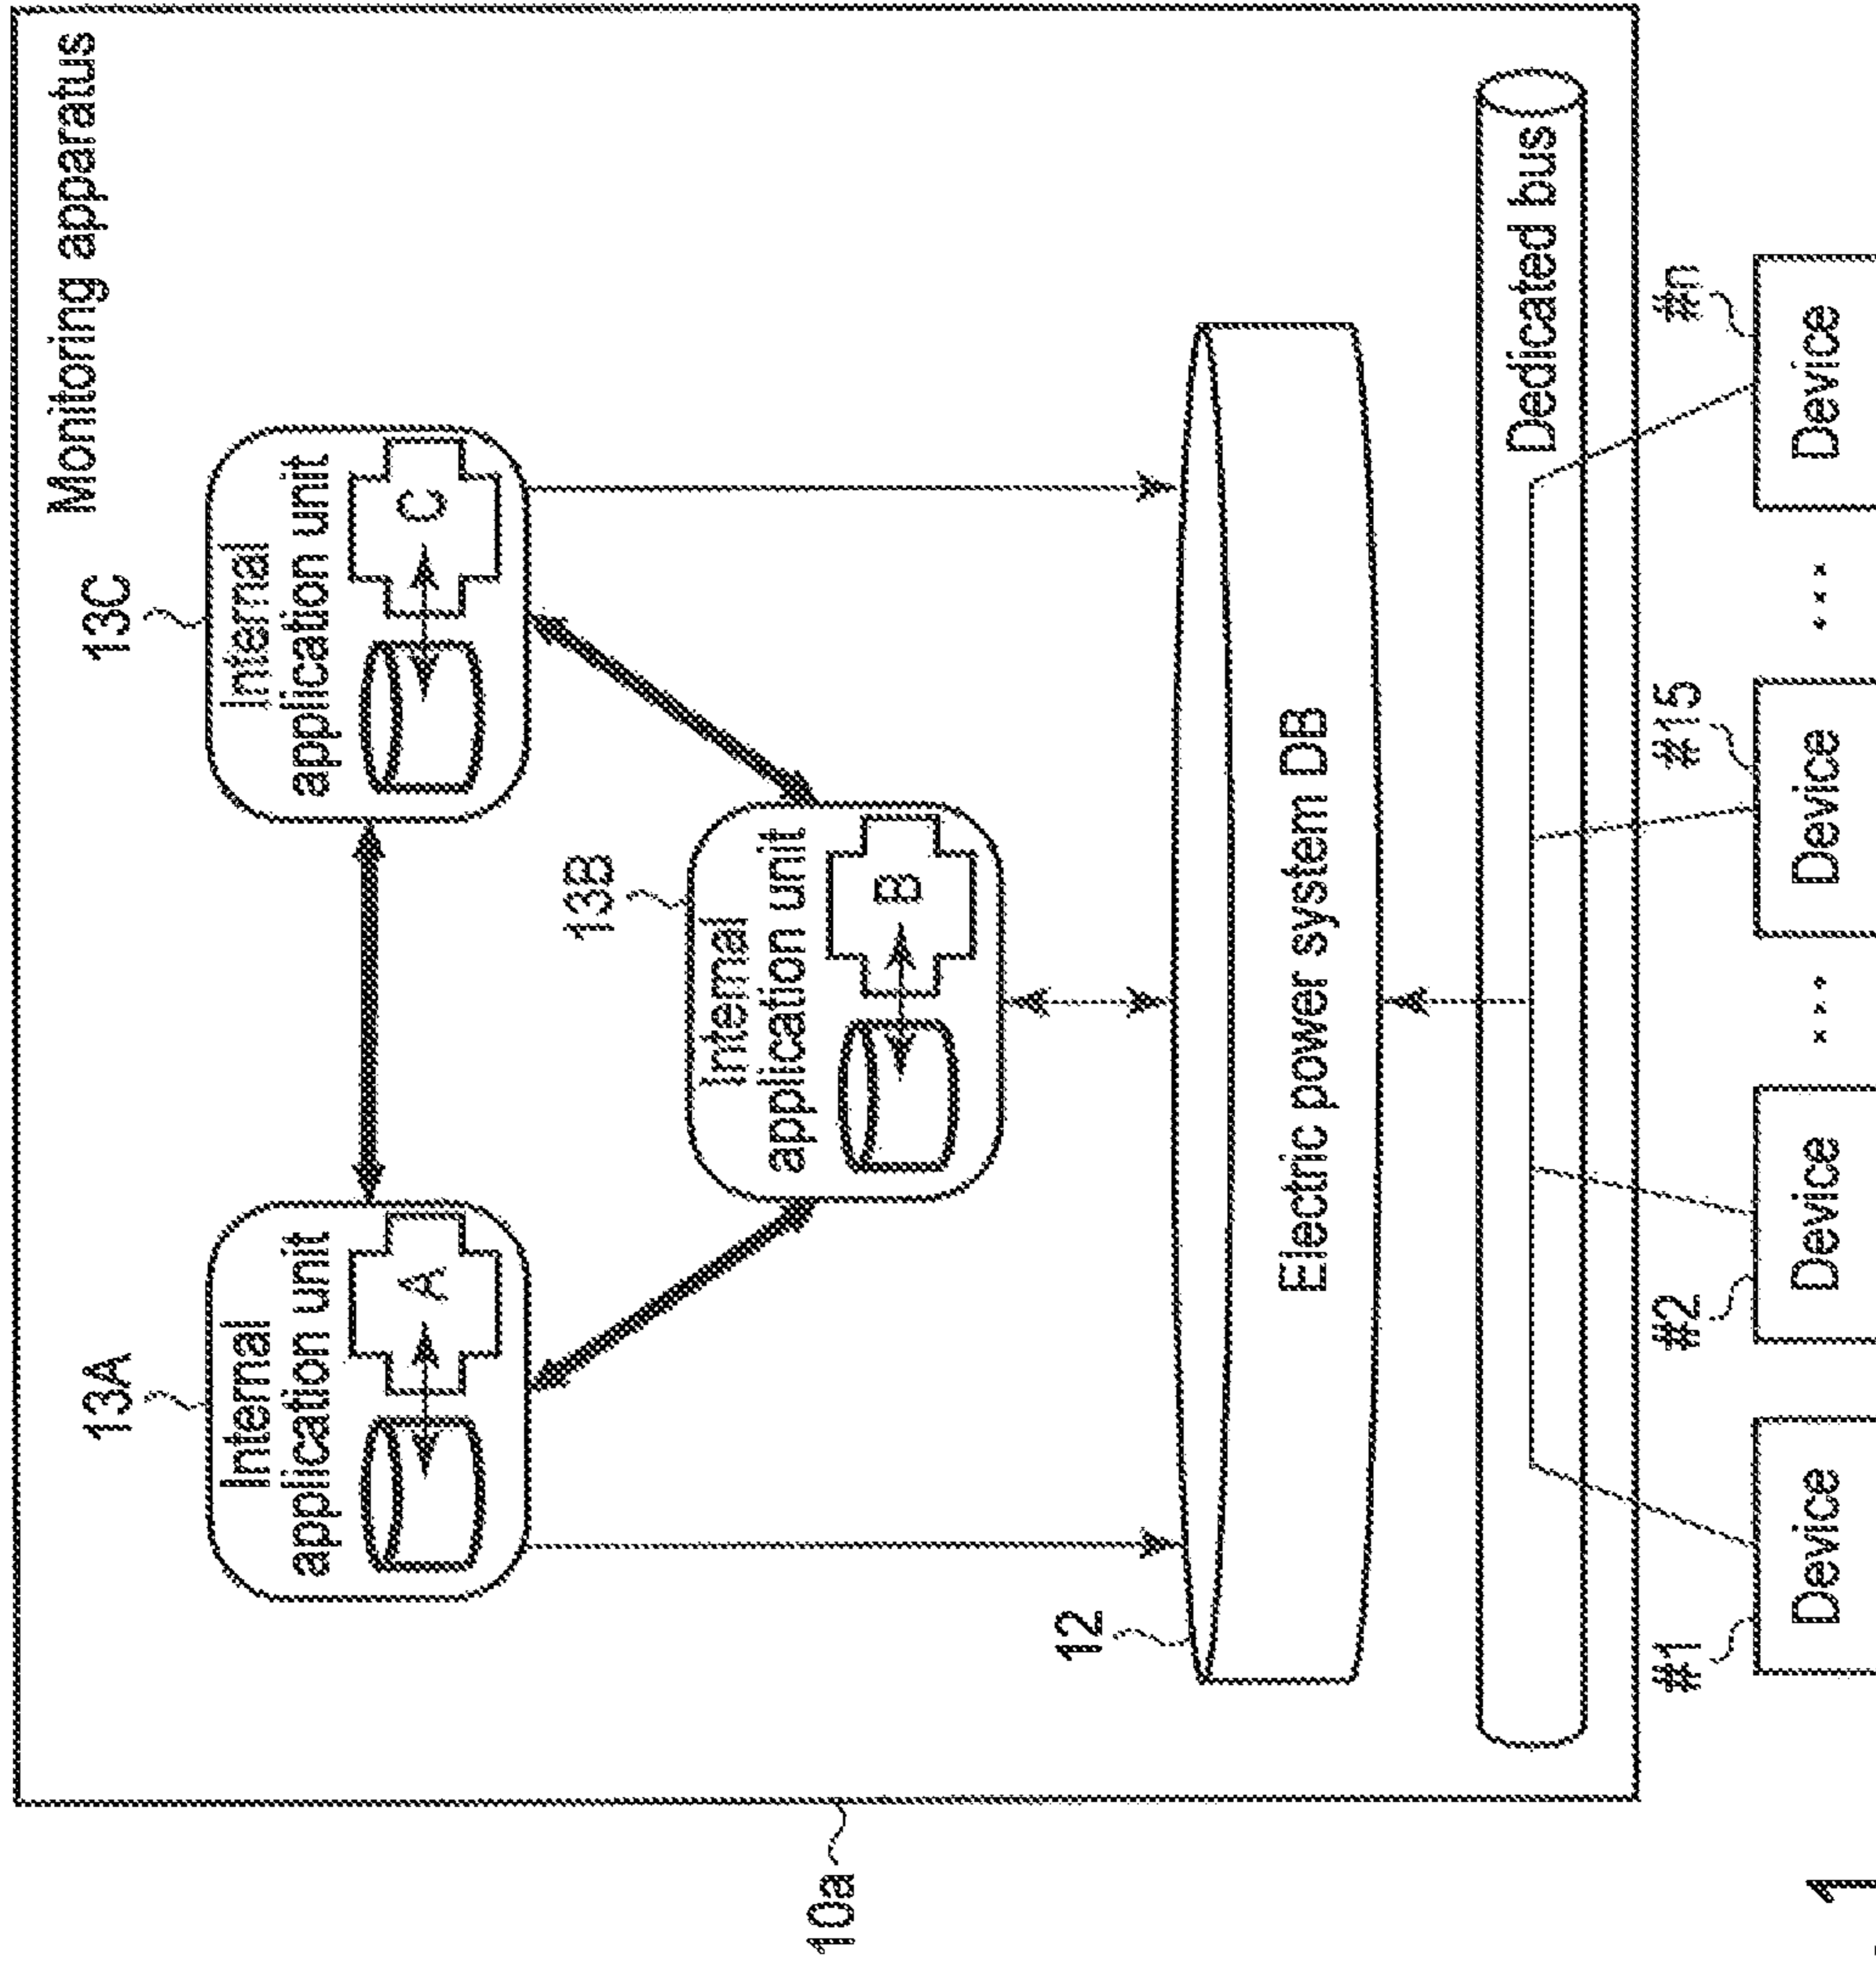 Monitoring apparatus
13A
13C
Internal
application unit
A
Internal
application unit
C
13B
Internal
application unit
B
10a
12
Electric power system DB
Dedicated bus
#1
#2
#15
#n
Device
Device
...
Device
...
Device
1